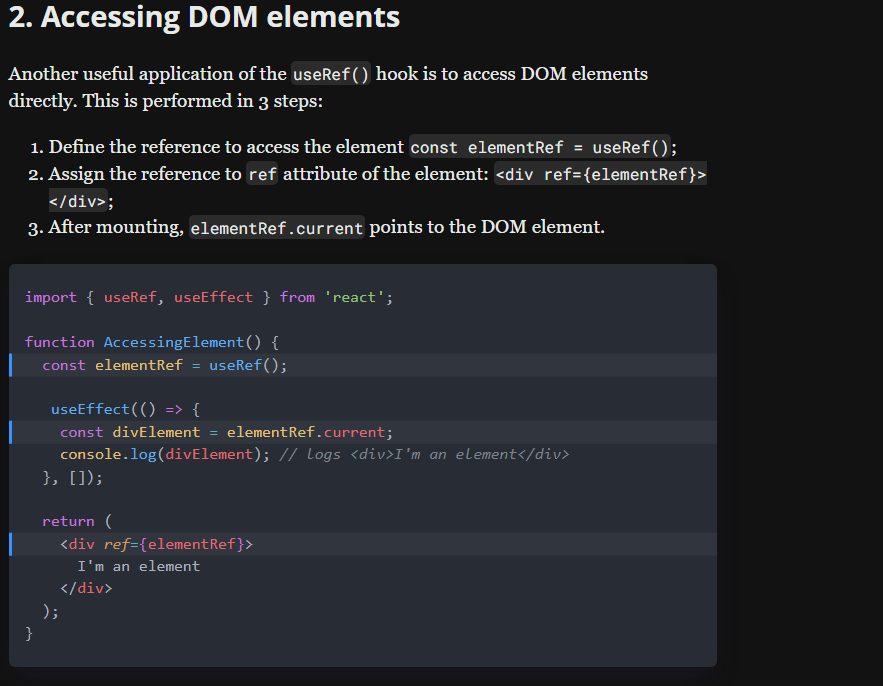 2. Accessing DOM elements
Another useful application of the useRef() hook is to access DOM elements
directly. This is performed in 3 steps:
1. Define the reference to access the element const elementRef = useRef();
2. Assign the reference to ref attribute of the element: <div ref={elementRef}>
</div>;
3. After mounting, elementRef.current points to the DOM element.
import { useRef, useEffect } from 'react';
function AccessingElement() {
const elementRef = useRef();
useEffect(() => {
const divElement = elementRef.current;
console.log(divElement); // logs <div>I'm an element</div>
}, []);
return (
<div ref={elementRef}>
I'm an element
</div>
);
}